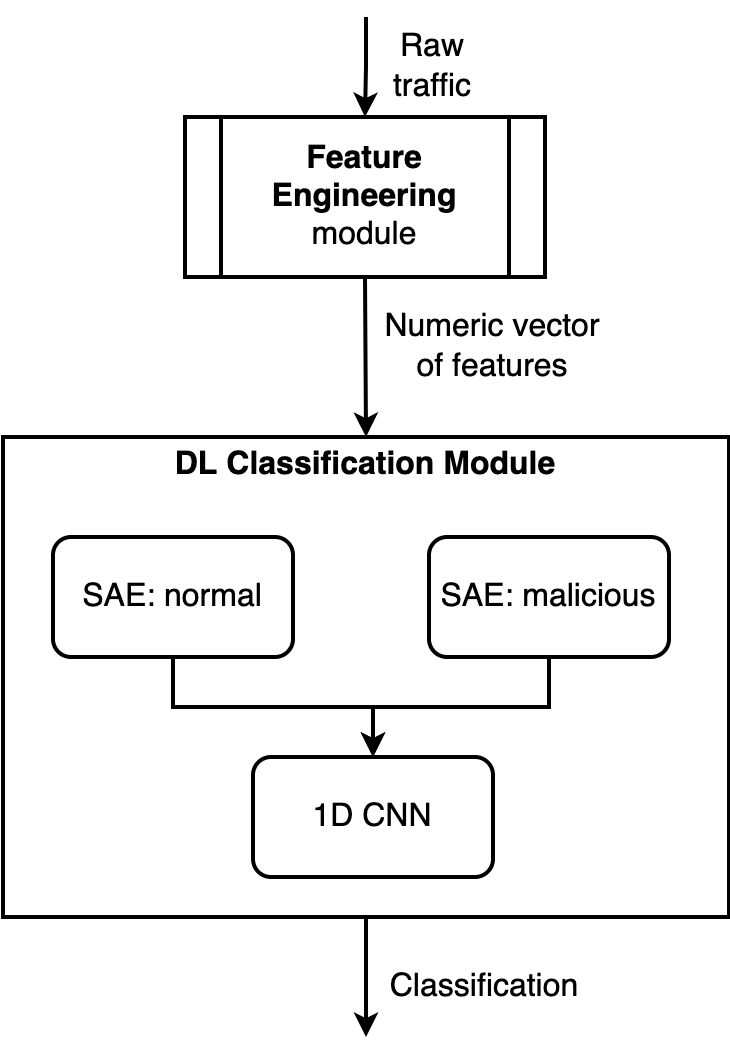 Raw
traffic
Feature
Engineering
module
Numeric vector
of features
DL Classification Module
SAE: normal
SAE: malicious
1D CNN
Classification